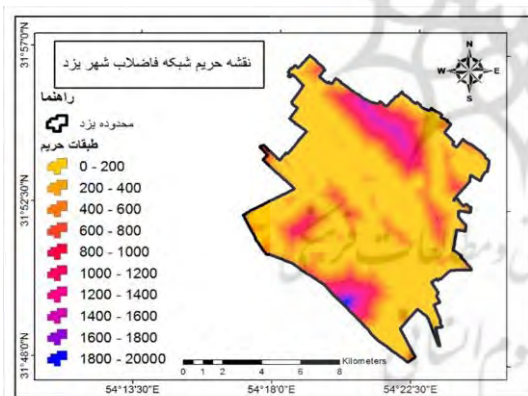 نقشه حریم شبکه فاضلاب شهر یزد
راهنما
محدوده یزد
طبقات حریم
0 - 200
200 - 400
400 - 600
600 - 800
800 - 1000
1000 - 1200
1200 - 1400
1400 - 1600
1600 - 1800
1800 - 20000
N
W
E
S
31°57'0"N
31°52'30"N
31°48'0"N
Kilometers
0 1 2 4 6 8
54°13'30"E
54°18'0"E
54°22'30"E